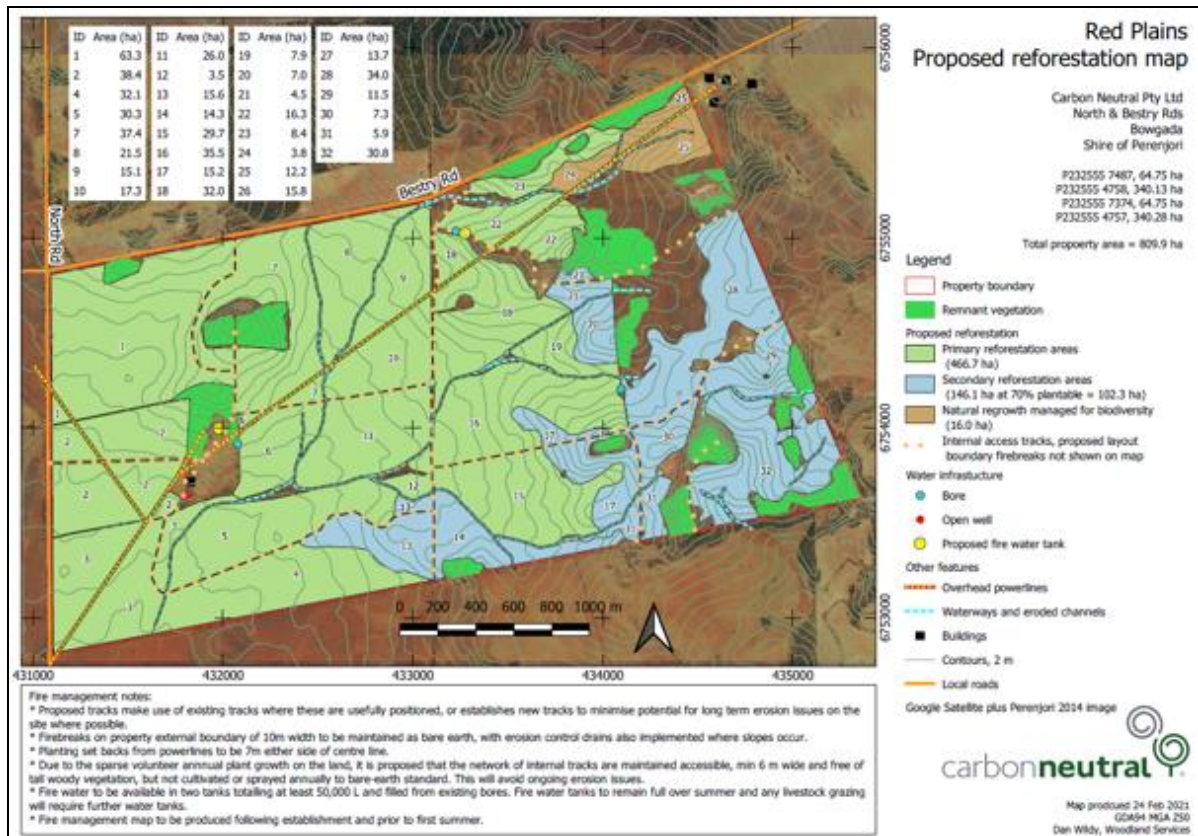 Red Plains
Proposed reforestation map
Carbon Neutral Pty Ltd
North & Bestry Rds
Bowgada
Shire of Perenjori
P232555 7487, 64.75 ha
P232555 4758, 340.13 ha
P232555 7374, 64.75 ha
P232555 4757, 340.28 ha
Total propoerty area = 809.9 ha
ID Area (ha) ID Area (ha) ID Area (ha) ID Area (ha)
1 63.3 11 26.0 19 7.9 27 13.7
2 38.4 12 3.5 20 7.0 28 34.0
4 32.1 13 15.6 21 4.5 29 11.5
5 30.3 14 14.3 22 16.3 30 7.3
7 37.4 15 29.7 23 8.4 31 5.9
8 21.5 16 35.5 24 3.8 32 30.8
9 15.1 17 15.2 25 12.2
10 17.3 18 32.0 26 15.8
North Rd
Bestry Rd
6756000
6755000
6754000
6753000
0 200 400 600 800 1000 m
431000 432000 433000 434000 435000
Legend
Property boundary
Remnant vegetation
Proposed reforestation
Primary reforestation areas
(466.7 ha)
Secondary reforestation areas
(146.1 ha at 70% plantable = 102.3 ha)
Natural regrowth managed for biodiversity
(16.0 ha)
Internal access tracks, proposed layout
boundary firebreaks not shown on map
Water infrastucture
Bore
Open well
Proposed fire water tank
Other features
Overhead powerlines
Waterways and eroded channels
Buildings
Contours, 2 m
Local roads
Google Satellite plus Perenjori 2014 image
carbonneutral
Map prodcued 24 Feb 2021
GDA94 MGA Z50
Dan Wildy, Woodland Services
Fire management notes:
* Proposed tracks make use of existing tracks where these are usefully positioned, or establishes new tracks to minimise potential for long term erosion issues on the
site where possible.
* Firebreaks on property external boundary of 10m width to be maintained as bare earth, with erosion control drains also implemented where slopes occur.
* Planting set backs from powerlines to be 7m either side of centre line.
* Due to the sparse volunteer annnual plant growth on the land, it is proposed that the network of internal tracks are maintained accessible, min 6 m wide and free of
tall woody vegetation, but not cultivated or sprayed annually to bare-earth standard. This will avoid ongoing erosion issues.
* Fire water to be available in two tanks totalling at least 50,000 L and filled from existing bores. Fire water tanks to remain full over summer and any livestock grazing
will require further water tanks.
* Fire management map to be produced following establishment and prior to first summer.